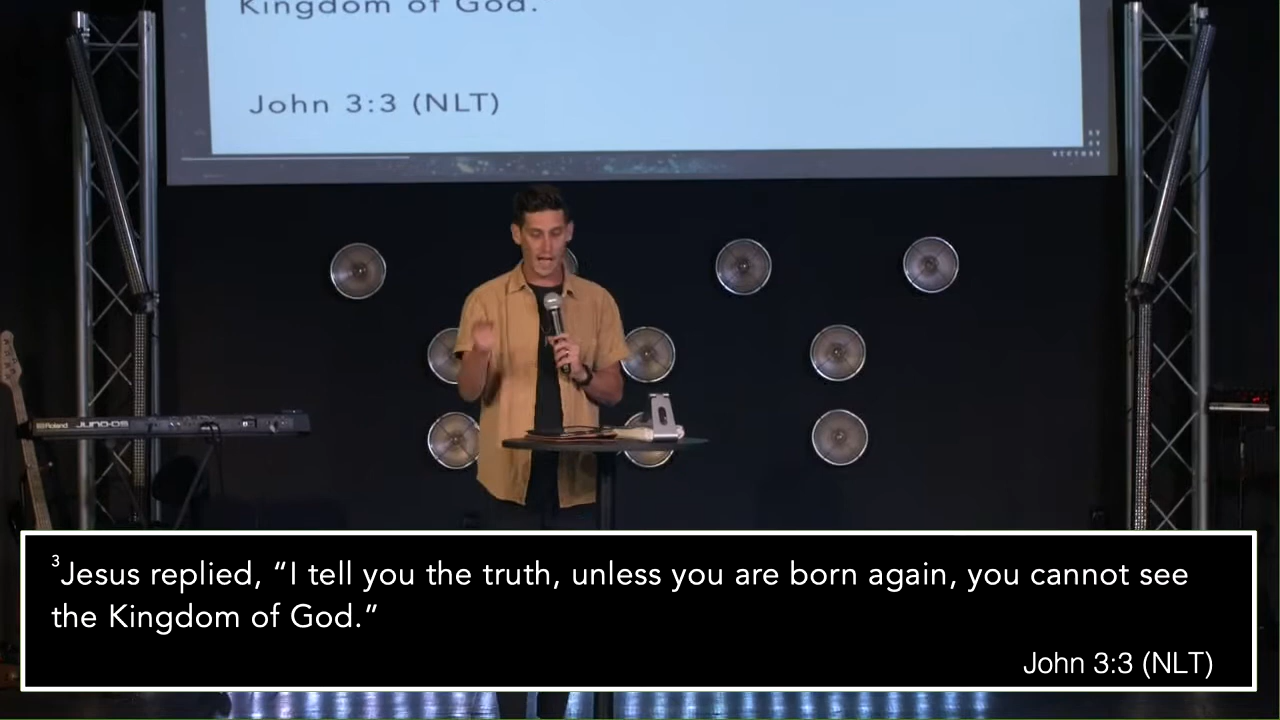 Kingdom of God.
John 3:3 (NLT)
VICTORY
Roland JUNO-DS
³Jesus replied, “I tell you the truth, unless you are born again, you cannot see
the Kingdom of God.”
John 3:3 (NLT)